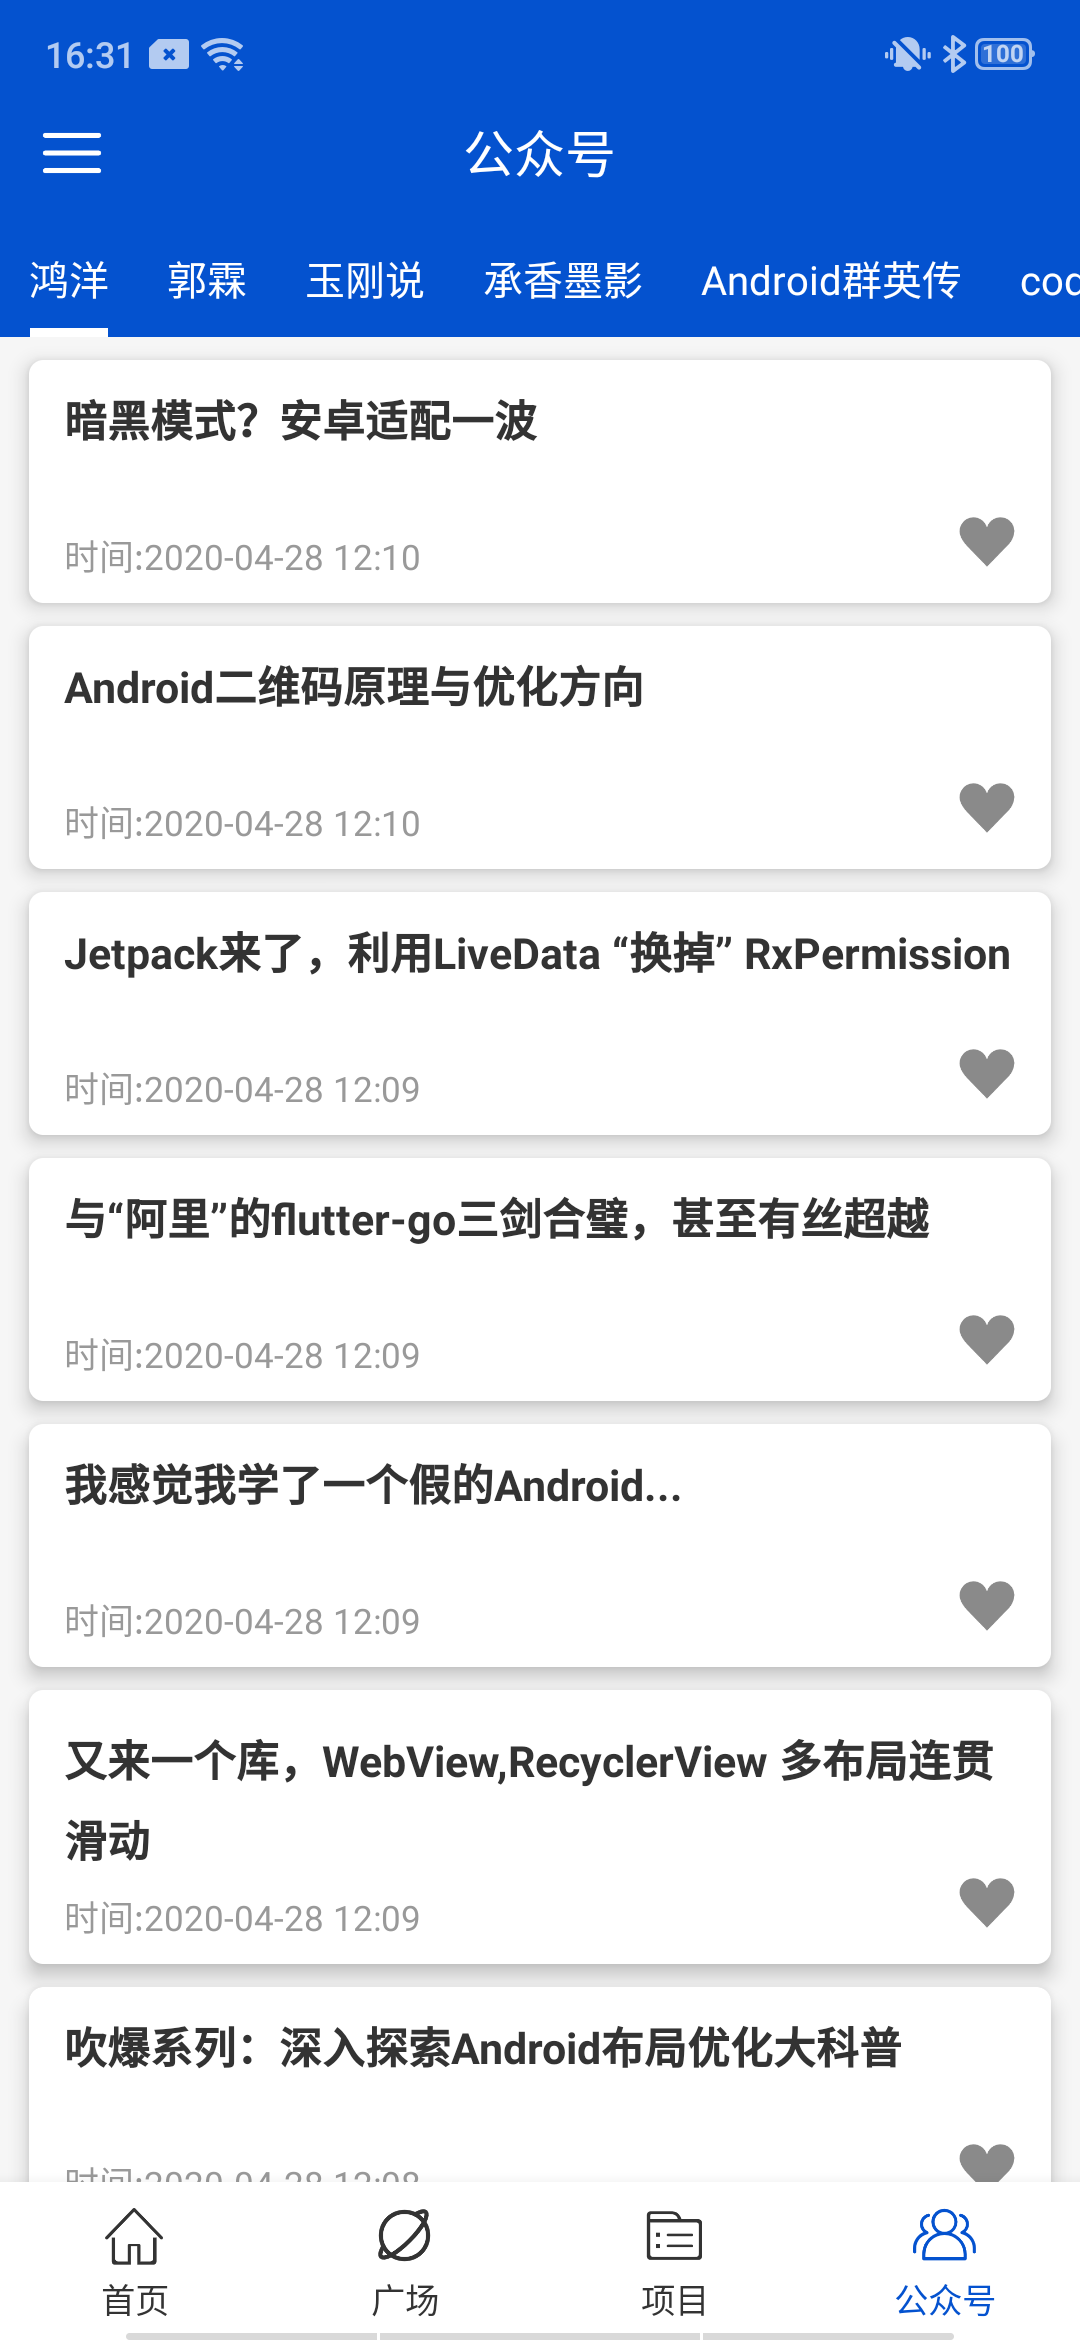 16:31
100
公众号
鸿洋 郭霖 玉刚说 承香墨影 Android群英传
暗黑模式？安卓适配一波
时间:2020-04-28 12:10
Android二维码原理与优化方向
时间:2020-04-28 12:10
Jetpack来了，利用LiveData “换掉” RxPermission
时间:2020-04-28 12:09
与“阿里”的flutter-go三剑合璧，甚至有丝超越
时间:2020-04-28 12:09
我感觉我学了一个假的Android...
时间:2020-04-28 12:09
又来一个库，WebView,RecyclerView 多布局连贯
滑动
时间:2020-04-28 12:09
吹爆系列：深入探索Android布局优化大科普
时间:2020-04-28 12:08
首页 广场 项目 公众号